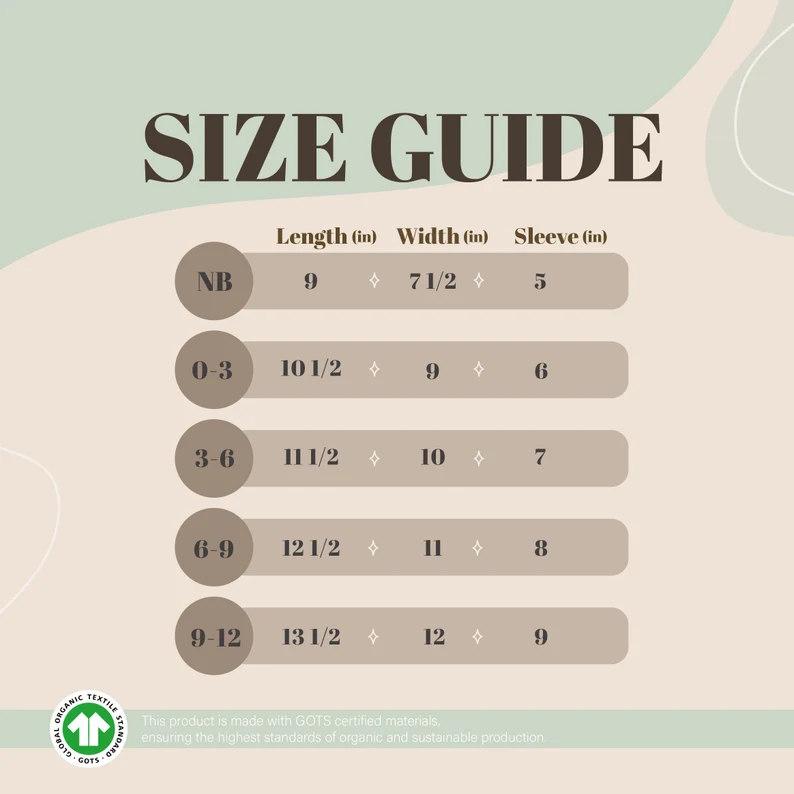 SIZE GUIDE
Length (in) Width (in) Sleeve (in)
NB 9 7 1/2 5
0-3 10 1/2 9 6
3-6 11 1/2 10 7
6-9 12 1/2 11 8
9-12 13 1/2 12 9
GLOBAL ORGANIC TEXTILE STANDARD · GOTS ·
This product is made with GOTS certified materials,
ensuring the highest standards of organic and sustainable production.